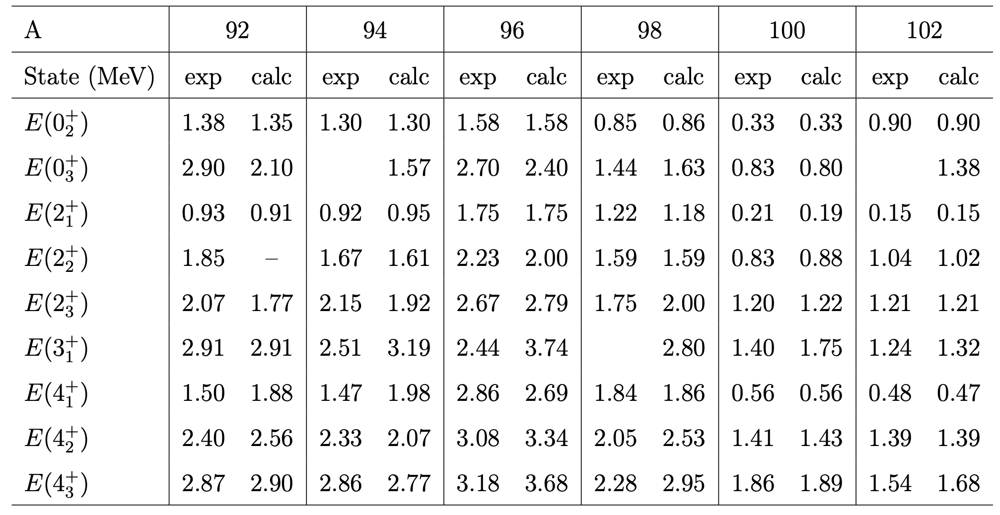 A 92 94 96 98 100 102
State (MeV) exp calc exp calc exp calc exp calc exp calc exp calc
E(0₂⁺) 1.38 1.35 1.30 1.30 1.58 1.58 0.85 0.86 0.33 0.33 0.90 0.90
E(0₃⁺) 2.90 2.10 1.57 2.70 2.40 1.44 1.63 0.83 0.80 1.38
E(2₁⁺) 0.93 0.91 0.92 0.95 1.75 1.75 1.22 1.18 0.21 0.19 0.15 0.15
E(2₂⁺) 1.85 – 1.67 1.61 2.23 2.00 1.59 1.59 0.83 0.88 1.04 1.02
E(2₃⁺) 2.07 1.77 2.15 1.92 2.67 2.79 1.75 2.00 1.20 1.22 1.21 1.21
E(3₁⁺) 2.91 2.91 2.51 3.19 2.44 3.74 2.80 1.40 1.75 1.24 1.32
E(4₁⁺) 1.50 1.88 1.47 1.98 2.86 2.69 1.84 1.86 0.56 0.56 0.48 0.47
E(4₂⁺) 2.40 2.56 2.33 2.07 3.08 3.34 2.05 2.53 1.41 1.43 1.39 1.39
E(4₃⁺) 2.87 2.90 2.86 2.77 3.18 3.68 2.28 2.95 1.86 1.89 1.54 1.68